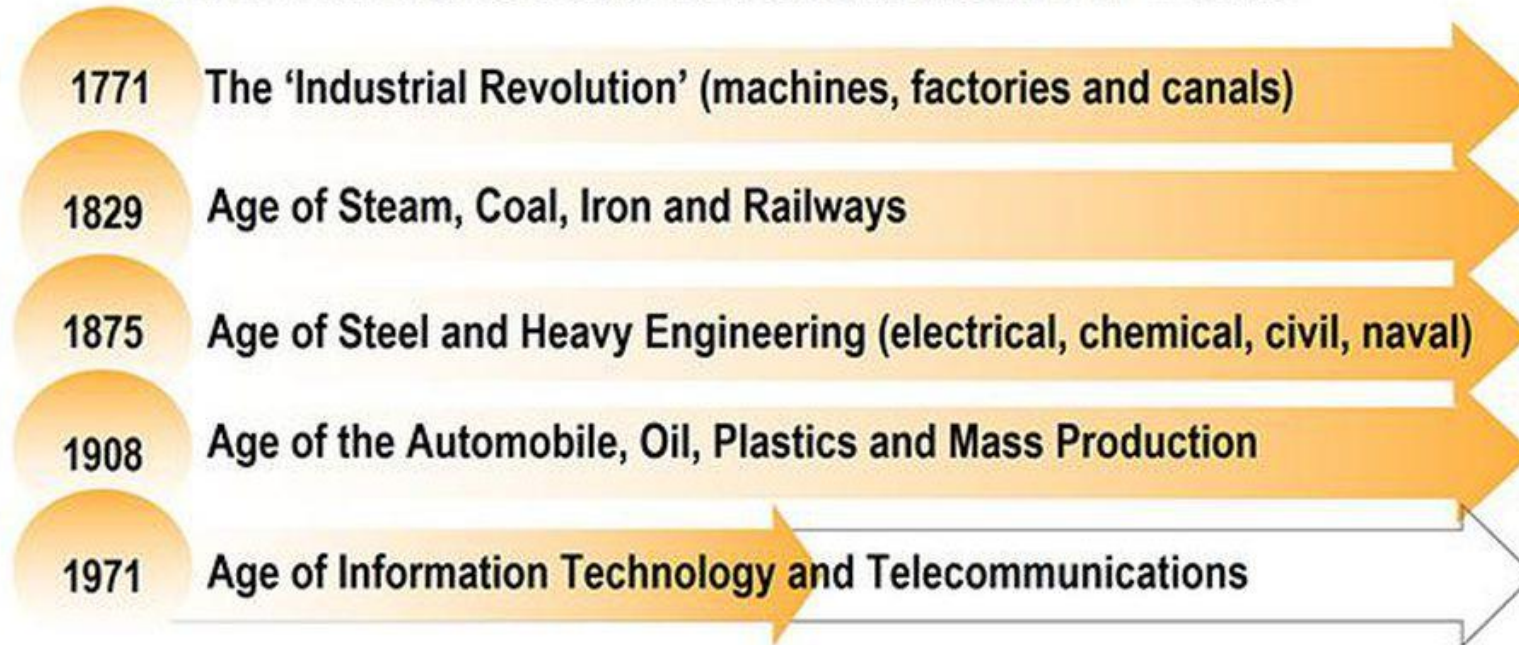 1771 The ‘Industrial Revolution’ (machines, factories and canals)
1829 Age of Steam, Coal, Iron and Railways
1875 Age of Steel and Heavy Engineering (electrical, chemical, civil, naval)
1908 Age of the Automobile, Oil, Plastics and Mass Production
1971 Age of Information Technology and Telecommunications